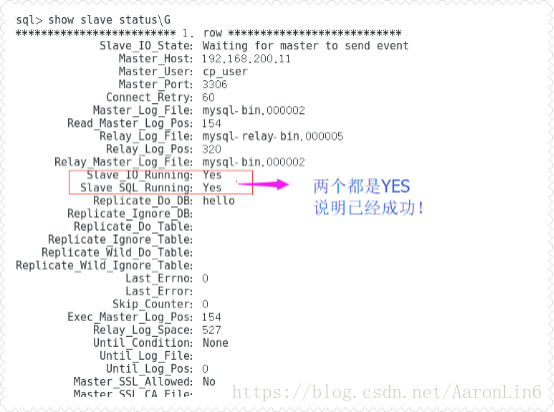 sql> show slave status\G
*************************** 1. row ***************************
Slave_IO_State: Waiting for master to send event
Master_Host: 192.168.200.11
Master_User: cp_user
Master_Port: 3306
Connect_Retry: 60
Master_Log_File: mysql-bin.000002
Read_Master_Log_Pos: 154
Relay_Log_File: mysql-relay-bin.000005
Relay_Log_Pos: 320
Relay_Master_Log_File: mysql-bin.000002
Slave_IO_Running: Yes
Slave_SQL_Running: Yes
两个都是YES
说明已经成功!
Replicate_Do_DB: hello
Replicate_Ignore_DB:
Replicate_Do_Table:
Replicate_Ignore_Table:
Replicate_Wild_Do_Table:
Replicate_Wild_Ignore_Table:
Last_Errno: 0
Last_Error:
Skip_Counter: 0
Exec_Master_Log_Pos: 154
Relay_Log_Space: 527
Until_Condition: None
Until_Log_File:
Until_Log_Pos: 0
Master_SSL_Allowed: No
Master_SSL_CA_File:
https://blog.csdn.net/AaronLin6